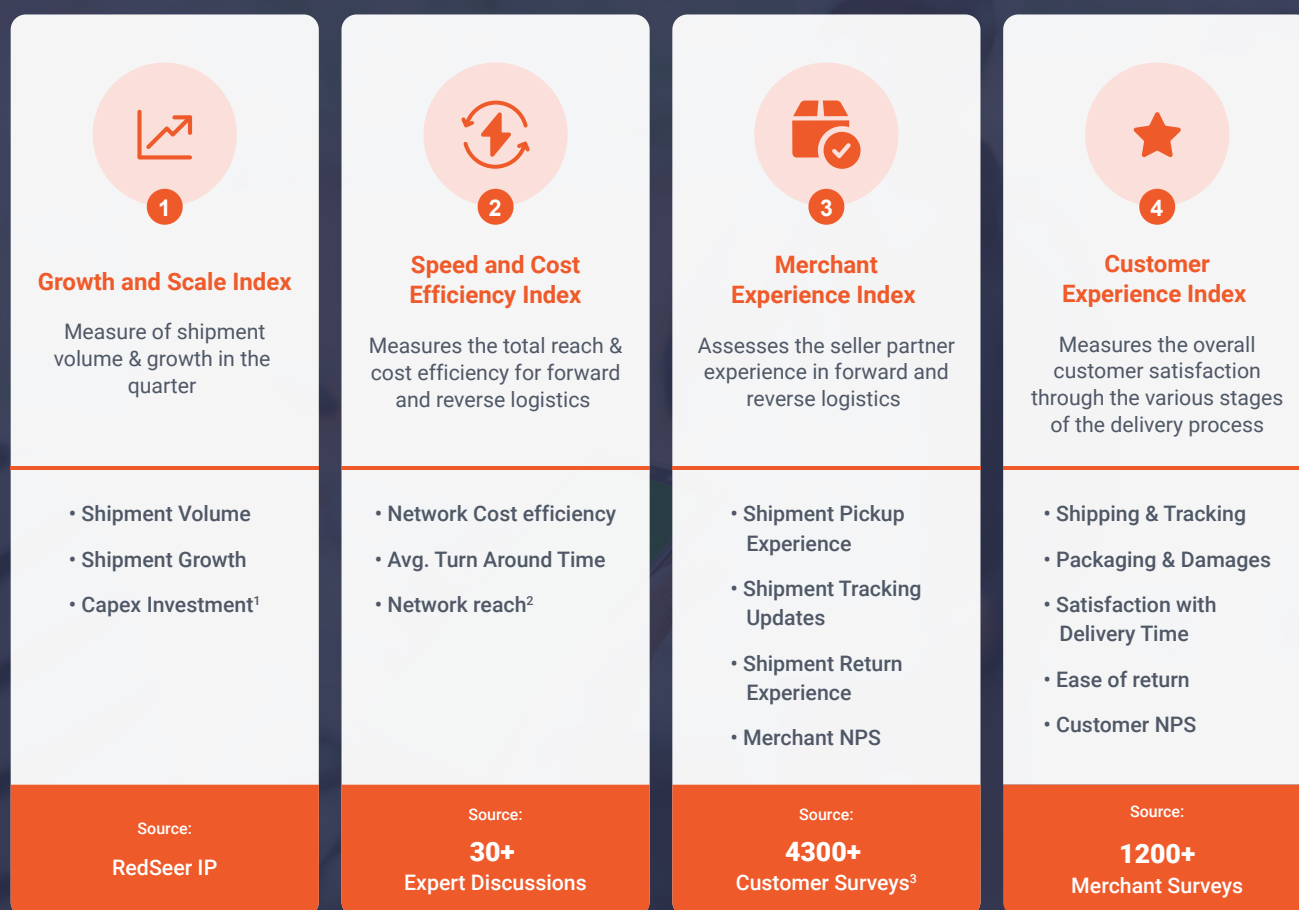 1
Growth and Scale Index
Measure of shipment
volume & growth in the
quarter
• Shipment Volume
• Shipment Growth
• Capex Investment¹
Source:
RedSeer IP
2
Speed and Cost
Efficiency Index
Measures the total reach &
cost efficiency for forward
and reverse logistics
• Network Cost efficiency
• Avg. Turn Around Time
• Network reach²
Source:
30+
Expert Discussions
3
Merchant
Experience Index
Assesses the seller partner
experience in forward and
reverse logistics
• Shipment Pickup
Experience
• Shipment Tracking
Updates
• Shipment Return
Experience
• Merchant NPS
Source:
4300+
Customer Surveys³
4
Customer
Experience Index
Measures the overall
customer satisfaction
through the various stages
of the delivery process
• Shipping & Tracking
• Packaging & Damages
• Satisfaction with
Delivery Time
• Ease of return
• Customer NPS
Source:
1200+
Merchant Surveys